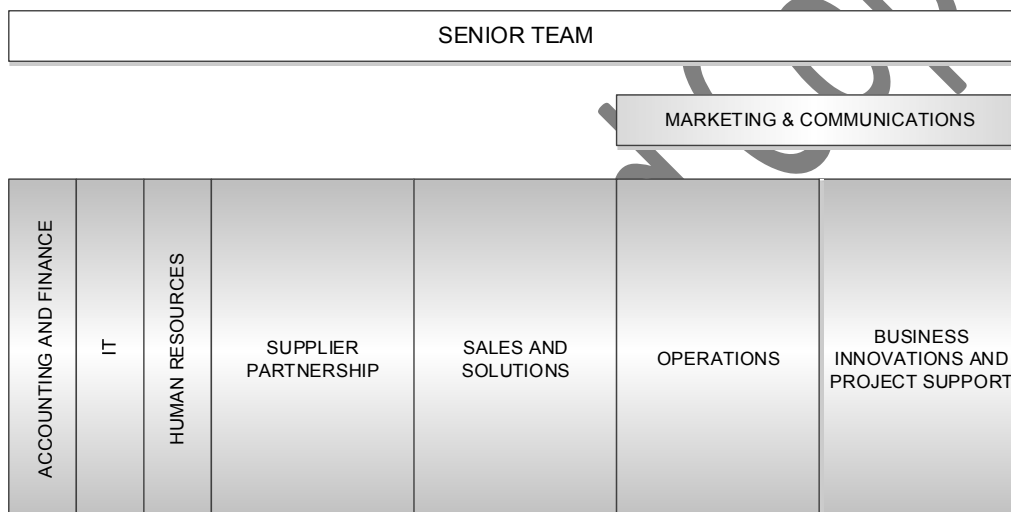 SENIOR TEAM
MARKETING & COMMUNICATIONS
ACCOUNTING AND FINANCE
IT
HUMAN RESOURCES
SUPPLIER
PARTNERSHIP
SALES AND
SOLUTIONS
OPERATIONS
BUSINESS
INNOVATIONS AND
PROJECT SUPPORT